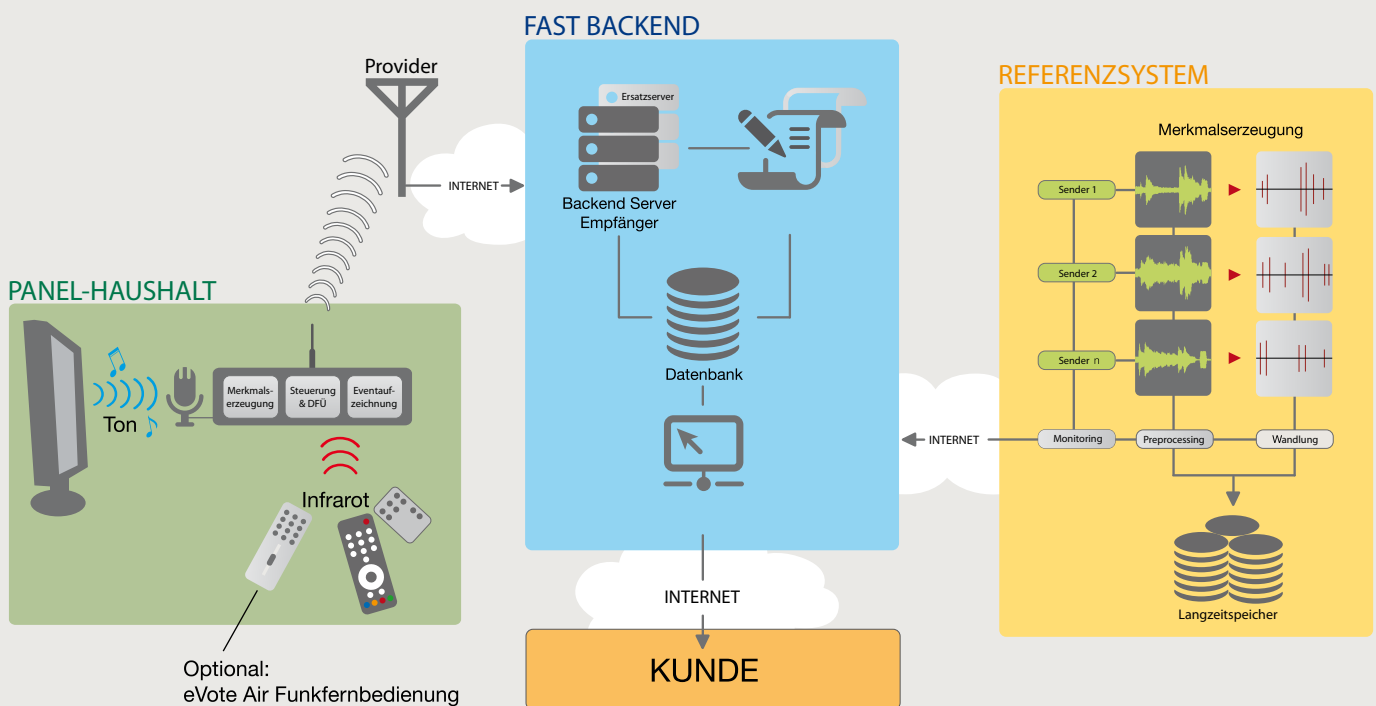 FAST BACKEND
Provider
REFERENZSYSTEM
Ersatzserver
Merkmalserzeugung
INTERNET
Backend Server
Empfänger
Sender 1
Sender 2
Sender n
PANEL-HAUSHALT
Merkmals-
erzeugung
Steuerung
& DFÜ
Eventauf-
zeichnung
Ton
Datenbank
INTERNET
Monitoring
Preprocessing
Wandlung
Infrarot
INTERNET
Langzeitspeicher
KUNDE
Optional:
eVote Air Funkfernbedienung